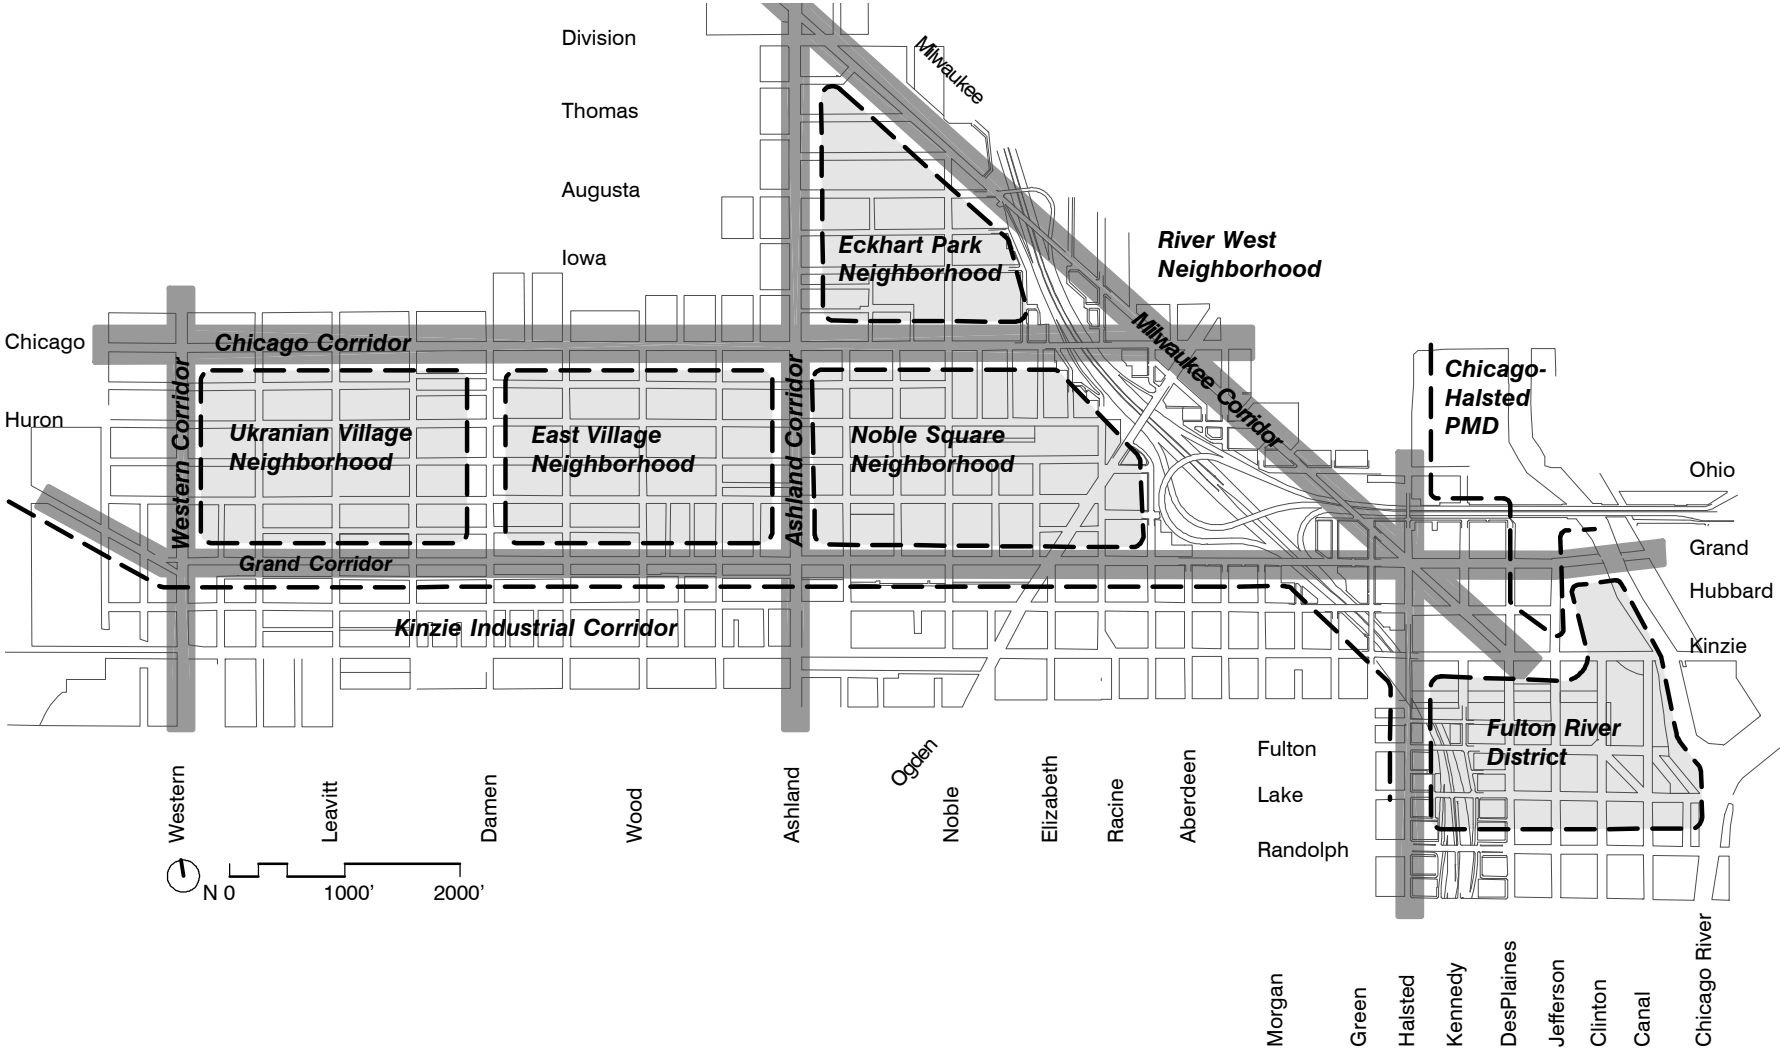 Division
Milwaukee
Thomas
Augusta
Iowa
Eckhart Park
Neighborhood
River West
Neighborhood
Chicago
Chicago Corridor
Milwaukee Corridor
Western Corridor
Ashland Corridor
Chicago-
Halsted
PMD
Huron
Ukranian Village
Neighborhood
East Village
Neighborhood
Noble Square
Neighborhood
Ohio
Grand
Grand Corridor
Hubbard
Kinzie Industrial Corridor
Kinzie
Fulton River
District
Fulton
Lake
Randolph
Western
Leavitt
Damen
Wood
Ashland
Ogden
Noble
Elizabeth
Racine
Aberdeen
N 0 1000' 2000'
Morgan
Green
Halsted
Kennedy
DesPlaines
Jefferson
Clinton
Canal
Chicago River